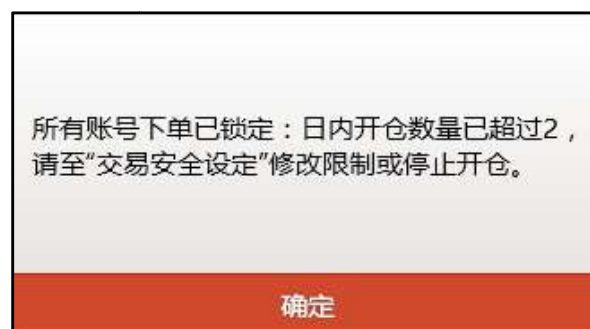 所有账号下单已锁定：日内开仓数量已超过2，
请至“交易安全设定”修改限制或停止开仓。
确定